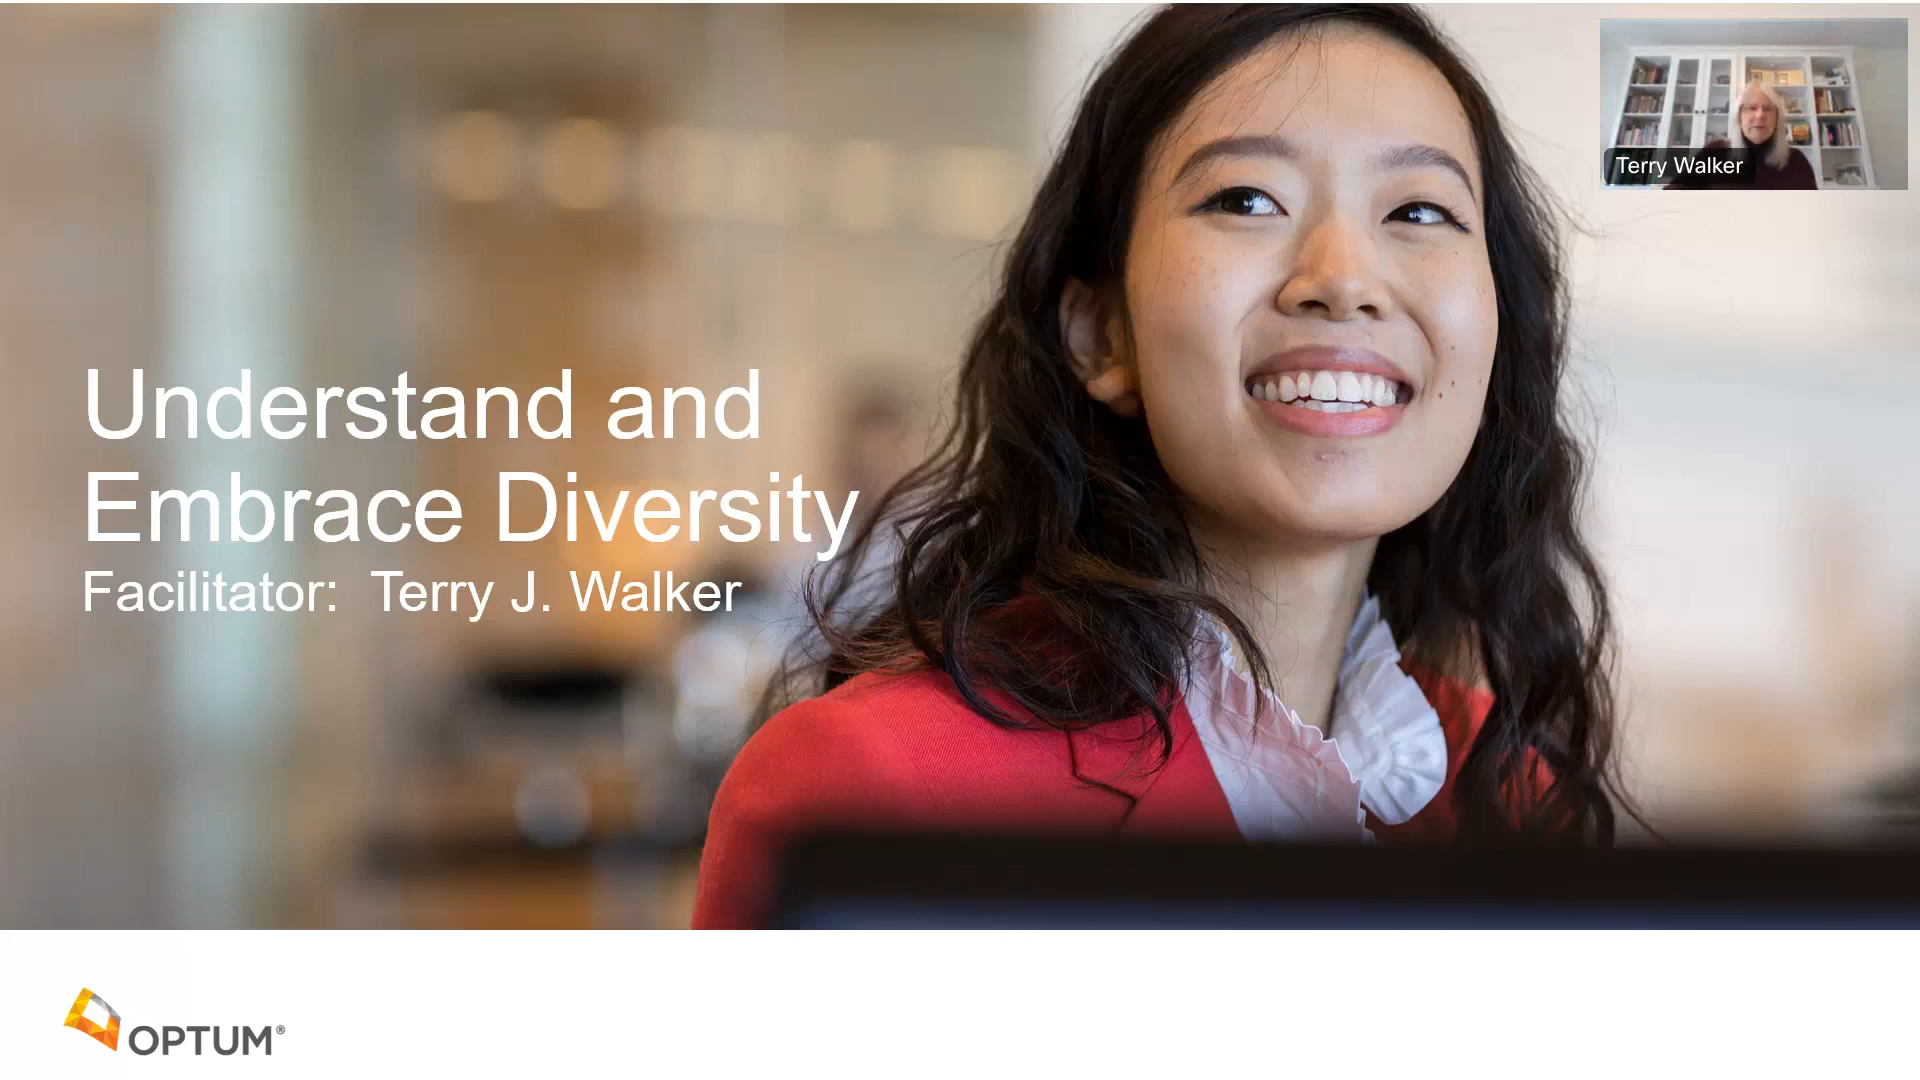 Terry Walker
Understand and
Embrace Diversity
Facilitator: Terry J. Walker
OPTUM®